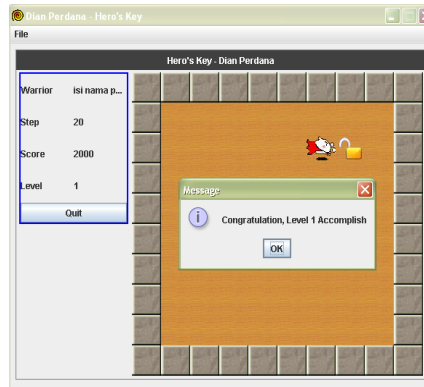 Dian Perdana - Hero's Key
File
Hero's Key - Dian Perdana
Warrior isi nama p...
Step 20
Score 2000
Level 1
Quit
Message
Congratulation, Level 1 Accomplish
OK